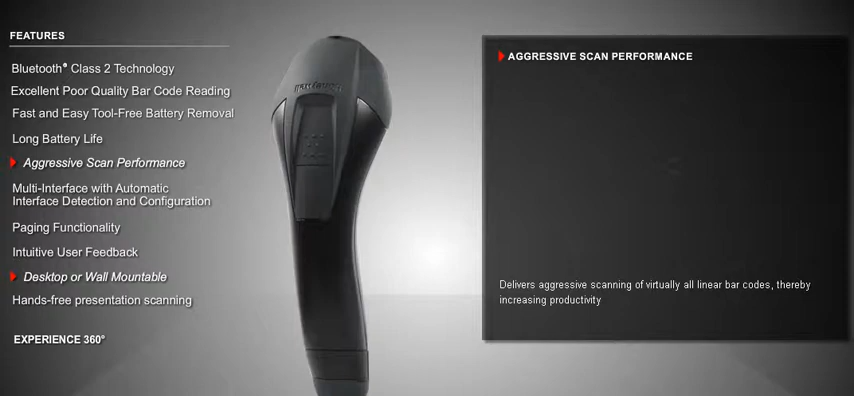 FEATURES
Bluetooth® Class 2 Technology
Excellent Poor Quality Bar Code Reading
Fast and Easy Tool-Free Battery Removal
Long Battery Life
Aggressive Scan Performance
Multi-Interface with Automatic
Interface Detection and Configuration
Paging Functionality
Intuitive User Feedback
Desktop or Wall Mountable
Hands-free presentation scanning
EXPERIENCE 360°
AGGRESSIVE SCAN PERFORMANCE
Delivers aggressive scanning of virtually all linear bar codes, thereby
increasing productivity